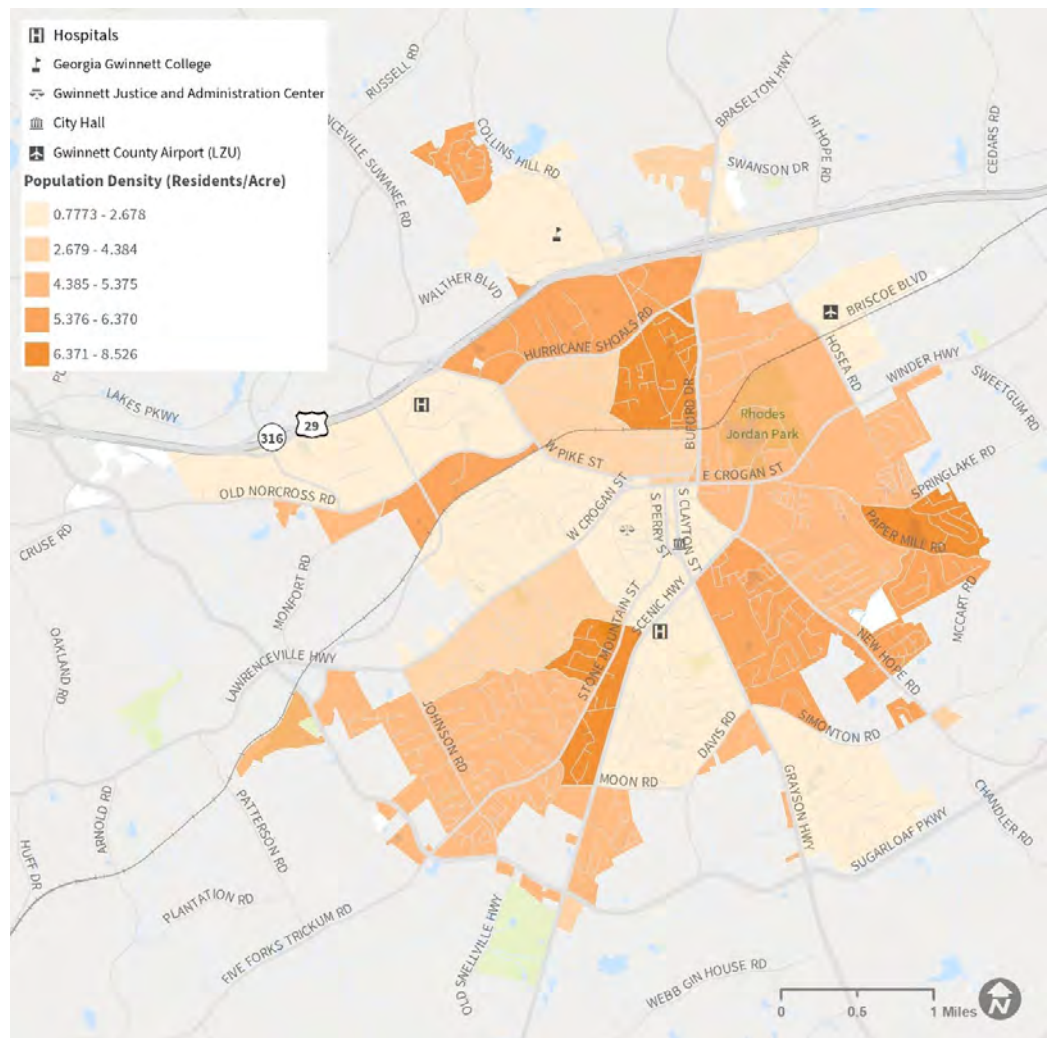 Hospitals
Georgia Gwinnett College
Gwinnett Justice and Administration Center
City Hall
Gwinnett County Airport (LZU)
Population Density (Residents/Acre)
0.7773 - 2.678
2.679 - 4.384
4.385 - 5.375
5.376 - 6.370
6.371 - 8.526
RUSSELL RD
NCEVILLE SUWANEE RD
COLLINS HILL RD
BRASELTON HWY
HI HOPE RD
CEDARS RD
SWANSON DR
WALTHER BLVD
BRISCOE BLVD
HURRICANE SHOALS RD
HOSEA RD
WINDER HWY
SWEETGUM RD
LAKES PKWY
29
316
BUFORD DR
Rhodes
Jordan Park
W PIKE ST
E CROGAN ST
SPRINGLAKE RD
OLD NORCROSS RD
W CROGAN ST
S PERRY ST
S CLAYTON ST
PAPER MILL RD
CRUSE RD
MONFORT RD
STONE MOUNTAIN ST
SCENIC HWY
MCCART RD
OAKLAND RD
LAWRENCEVILLE HWY
NEW HOPE RD
JOHNSON RD
DAVIS RD
SIMONTON RD
MOON RD
GRAYSON HWY
ARNOLD RD
PATTERSON RD
CHANDLER RD
SUGARLOAF PKWY
HUFF DR
PLANTATION RD
FIVE FORKS TRICKUM RD
OLD SNELLVILLE HWY
WEBB GIN HOUSE RD
0 0.5 1 Miles
N